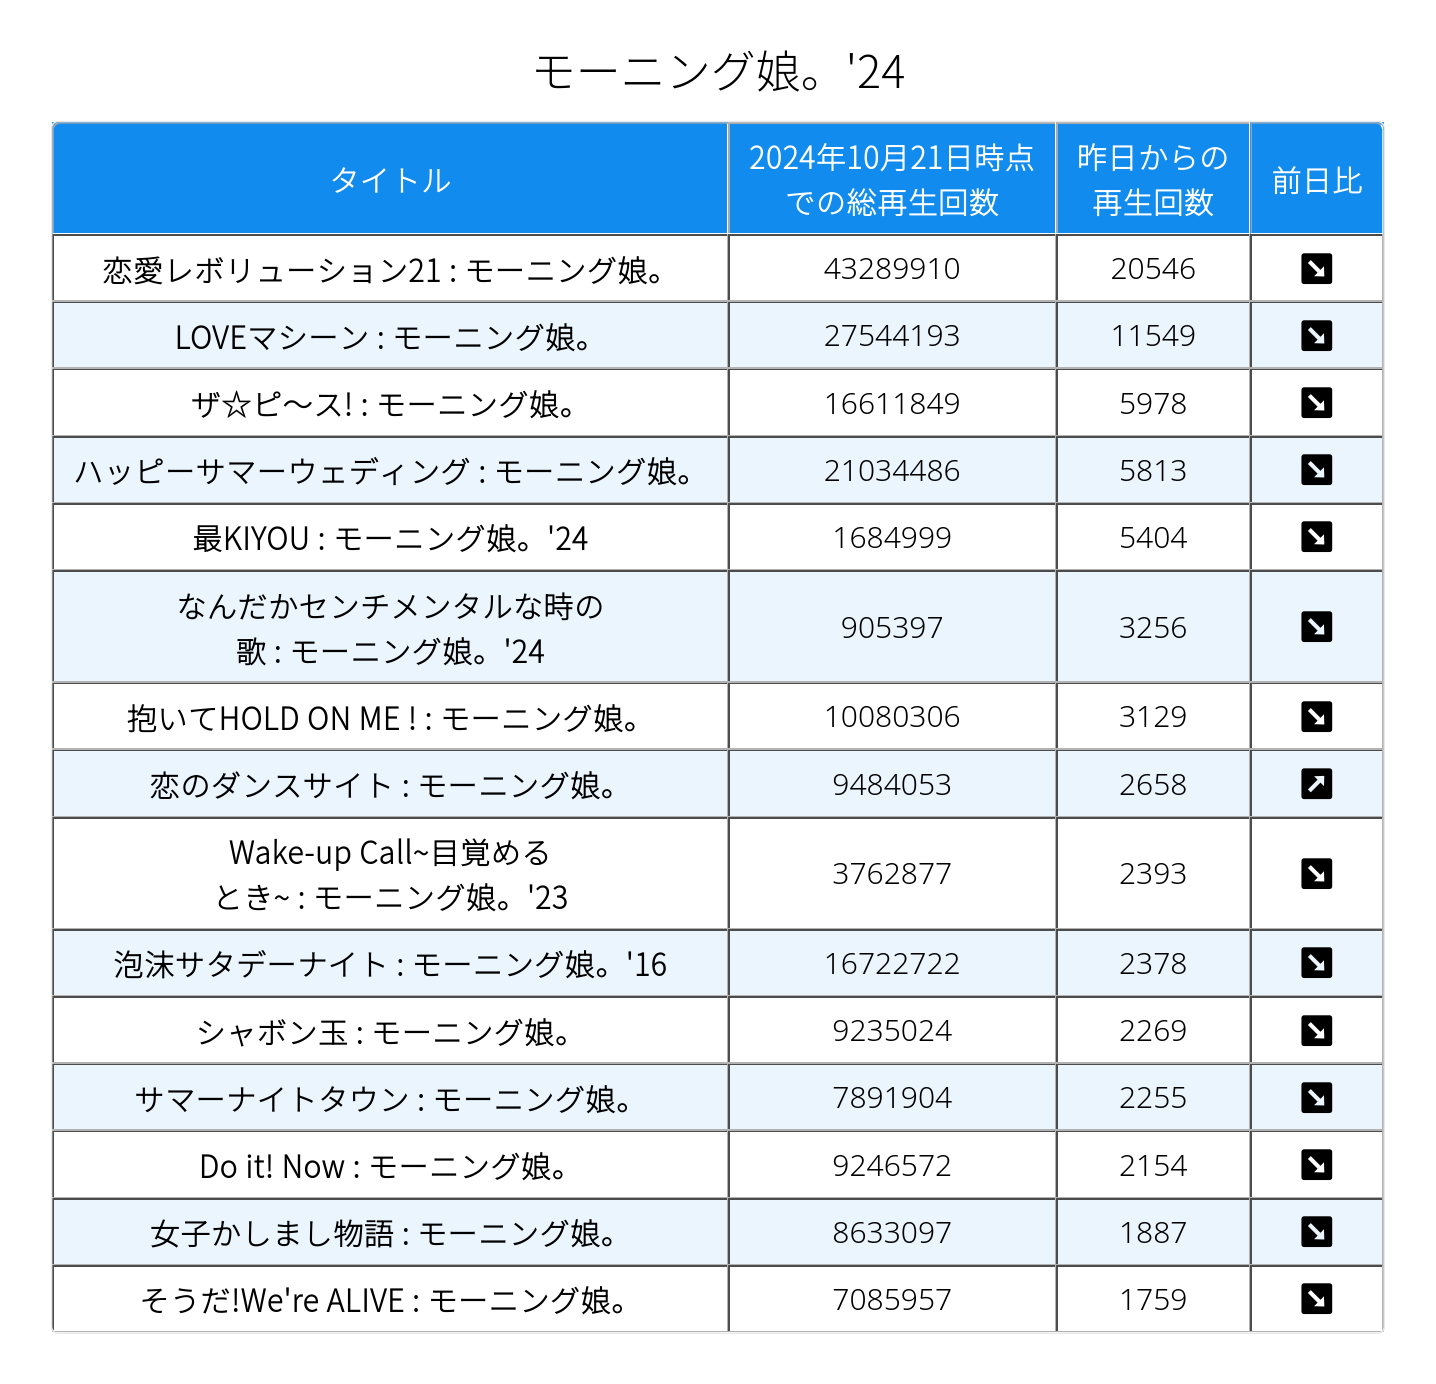 モーニング娘。'24
タイトル
2024年10月21日時点
での総再生回数
昨日からの
再生回数
前日比
恋愛レボリューション21 : モーニング娘。 43289910 20546
LOVEマシーン : モーニング娘。 27544193 11549
ザ☆ピ〜ス! : モーニング娘。 16611849 5978
ハッピーサマーウェディング : モーニング娘。 21034486 5813
最KIYOU : モーニング娘。'24 1684999 5404
なんだかセンチメンタルな時の
歌 : モーニング娘。'24 905397 3256
抱いてHOLD ON ME ! : モーニング娘。 10080306 3129
恋のダンスサイト : モーニング娘。 9484053 2658
Wake-up Call~目覚める
とき~ : モーニング娘。'23 3762877 2393
泡沫サタデーナイト : モーニング娘。'16 16722722 2378
シャボン玉 : モーニング娘。 9235024 2269
サマーナイトタウン : モーニング娘。 7891904 2255
Do it! Now : モーニング娘。 9246572 2154
女子かしまし物語 : モーニング娘。 8633097 1887
そうだ!We're ALIVE : モーニング娘。 7085957 1759